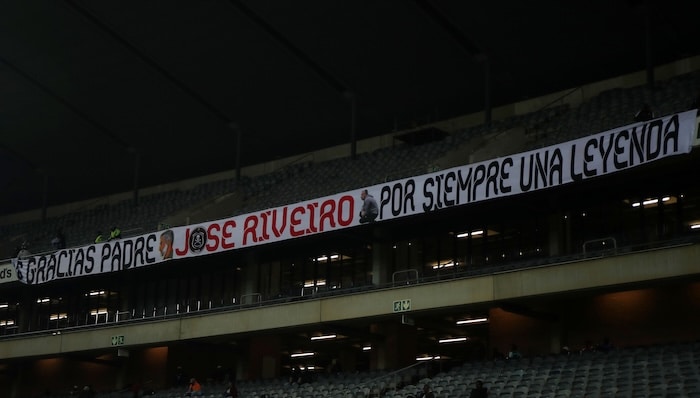 GRACIAS PADRE JOSE RIVEIRO POR SIEMPRE UNA LEYENDA